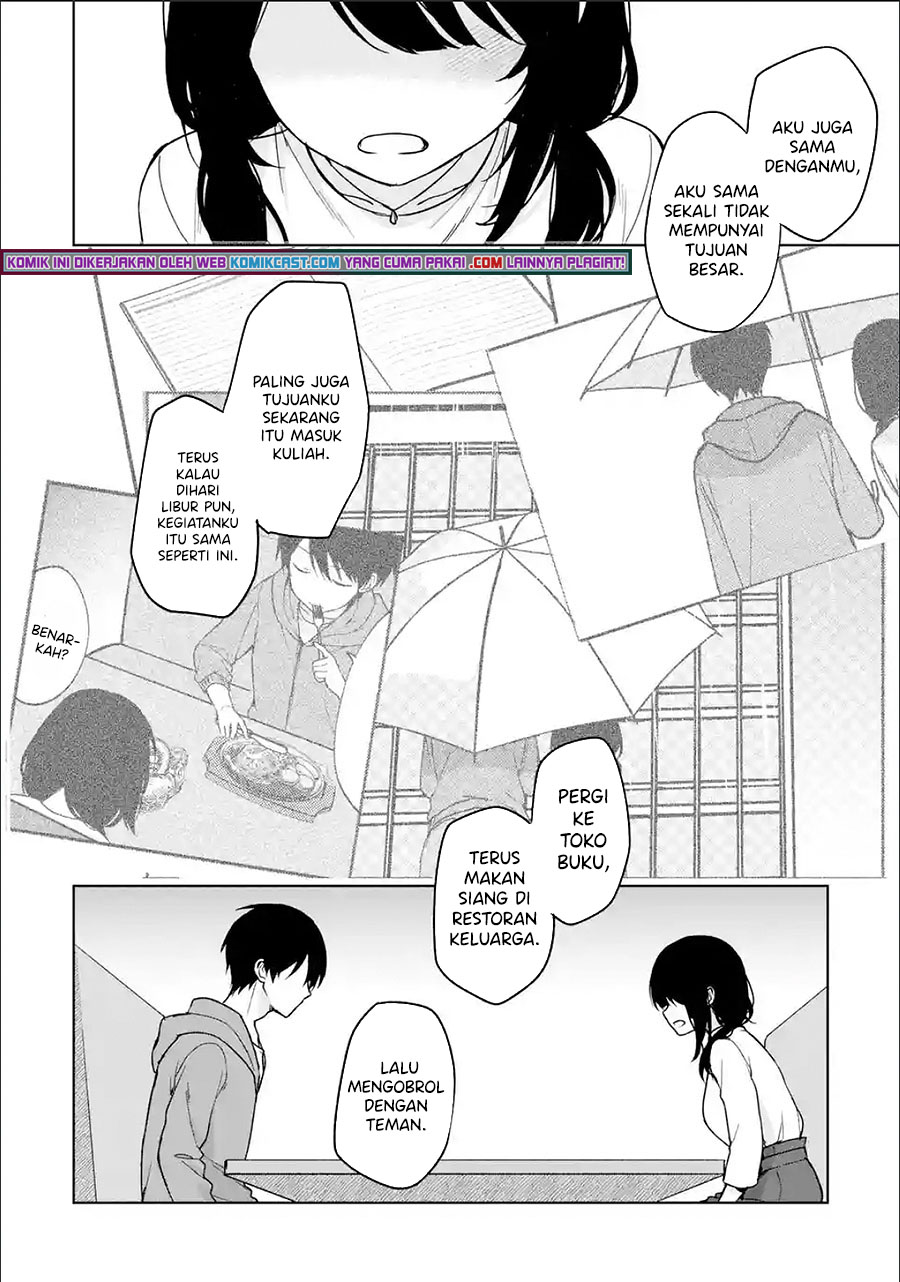 AKU JUGA
SAMA
DENGANMU,
AKU SAMA
SEKALI TIDAK
MEMPUNYAI
TUJUAN
BESAR.
KOMIK INI DIKERJAKAN OLEH WEB KOMIKCAST.COM YANG CUMA PAKAI .COM LAINNYA PLAGIAT!
PALING JUGA
TUJUANKU
SEKARANG
ITU MASUK
KULIAH.
TERUS
KALAU
DIHARI
LIBUR PUN,
KEGIATANKU
ITU SAMA
SEPERTI INI.
BENAR-
KAH?
PERGI
KE
TOKO
BUKU,
TERUS
MAKAN
SIANG DI
RESTORAN
KELUARGA.
LALU
MENGOBROL
DENGAN
TEMAN.